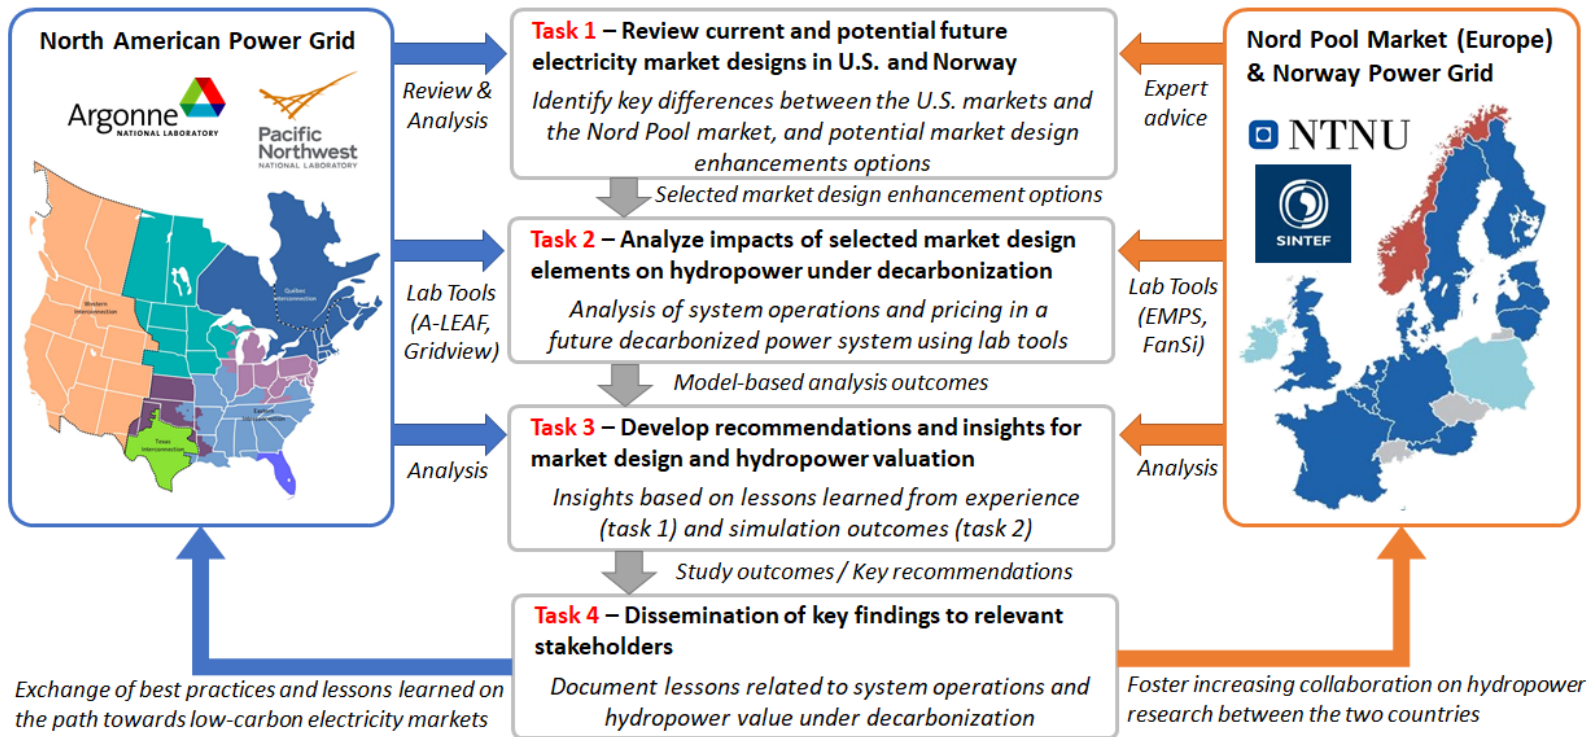 North American Power Grid
Argonne
NATIONAL LABORATORY
Pacific
Northwest
NATIONAL LABORATORY
Western
Interconnection
Québec
Interconnection
Eastern
Interconnection
Texas
Interconnection
Review &
Analysis
Lab Tools
(A-LEAF,
Gridview)
Analysis
Task 1 – Review current and potential future
electricity market designs in U.S. and Norway
Identify key differences between the U.S. markets and
the Nord Pool market, and potential market design
enhancements options
Selected market design enhancement options
Task 2 – Analyze impacts of selected market design
elements on hydropower under decarbonization
Analysis of system operations and pricing in a
future decarbonized power system using lab tools
Model-based analysis outcomes
Task 3 – Develop recommendations and insights for
market design and hydropower valuation
Insights based on lessons learned from experience
(task 1) and simulation outcomes (task 2)
Study outcomes / Key recommendations
Task 4 – Dissemination of key findings to relevant
stakeholders
Document lessons related to system operations and
hydropower value under decarbonization
Expert
advice
Lab Tools
(EMPS,
FanSi)
Analysis
Nord Pool Market (Europe)
& Norway Power Grid
NTNU
SINTEF
Exchange of best practices and lessons learned on
the path towards low-carbon electricity markets
Foster increasing collaboration on hydropower
research between the two countries